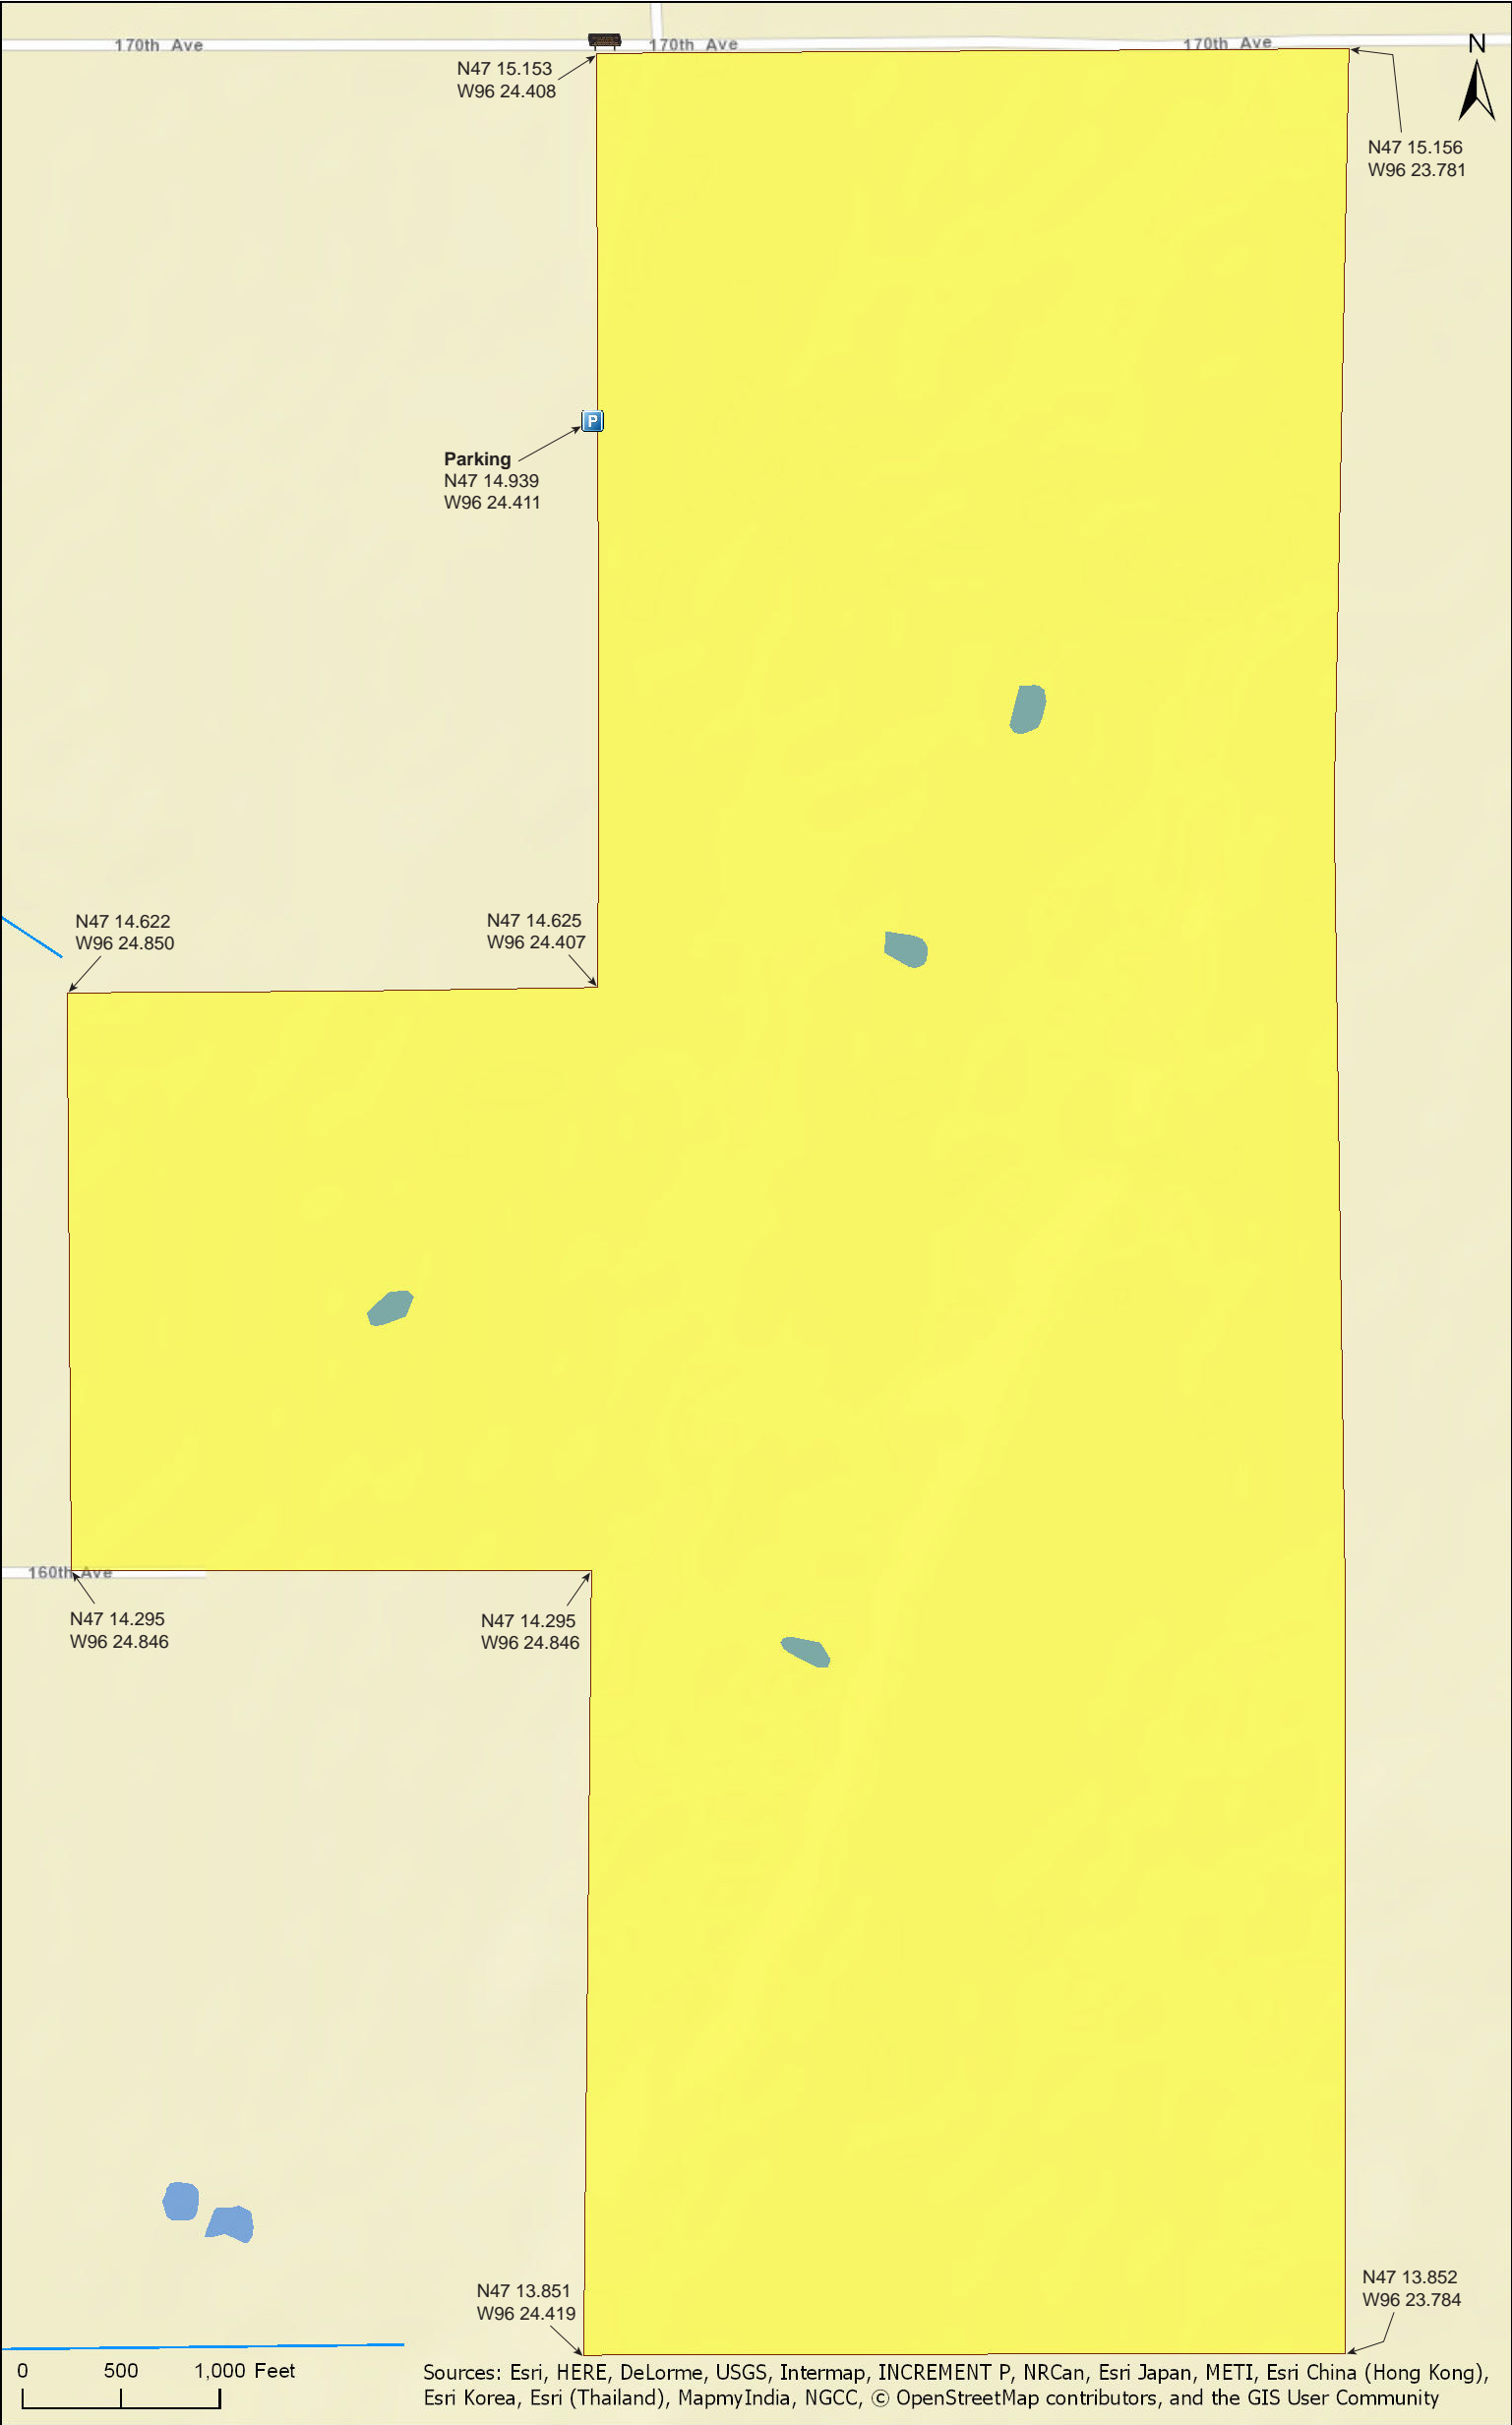 170th Ave
170th Ave
170th Ave
N
N47 15.153
W96 24.408
N47 15.156
W96 23.781
P
Parking
N47 14.939
W96 24.411
N47 14.622
W96 24.850
N47 14.625
W96 24.407
160th Ave
N47 14.295
W96 24.846
N47 14.295
W96 24.846
N47 13.851
W96 24.419
N47 13.852
W96 23.784
0 500 1,000 Feet
Sources: Esri, HERE, DeLorme, USGS, Intermap, INCREMENT P, NRCan, Esri Japan, METI, Esri China (Hong Kong),
Esri Korea, Esri (Thailand), MapmyIndia, NGCC, © OpenStreetMap contributors, and the GIS User Community